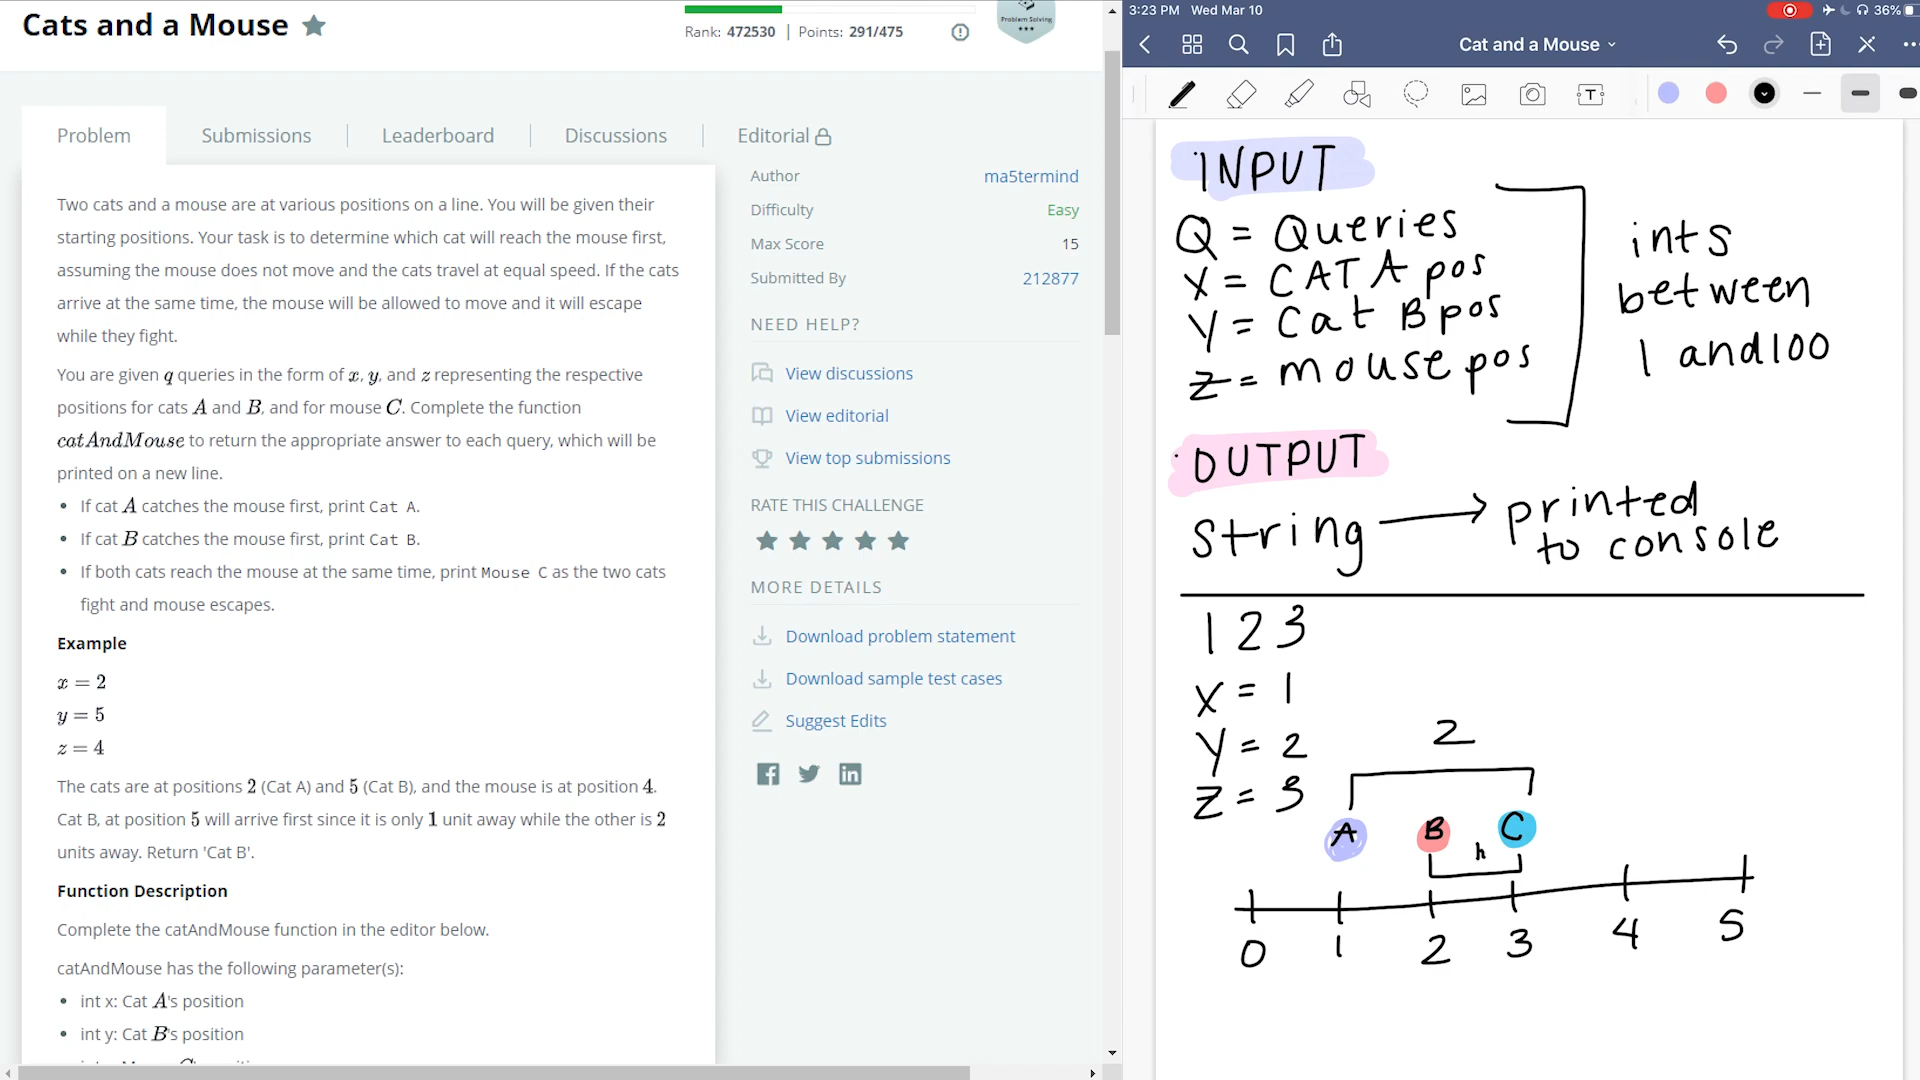 Cats and a Mouse
Rank: 472530 | Points: 291/475
Problem Solving
Problem
Submissions
Leaderboard
Discussions
Editorial
Two cats and a mouse are at various positions on a line. You will be given their
starting positions. Your task is to determine which cat will reach the mouse first,
assuming the mouse does not move and the cats travel at equal speed. If the cats
arrive at the same time, the mouse will be allowed to move and it will escape
while they fight.
You are given q queries in the form of x, y, and z representing the respective
positions for cats A and B, and for mouse C. Complete the function
catAndMouse to return the appropriate answer to each query, which will be
printed on a new line.
• If cat A catches the mouse first, print Cat A.
• If cat B catches the mouse first, print Cat B.
• If both cats reach the mouse at the same time, print Mouse C as the two cats
fight and mouse escapes.
Example
x = 2
y = 5
z = 4
The cats are at positions 2 (Cat A) and 5 (Cat B), and the mouse is at position 4.
Cat B, at position 5 will arrive first since it is only 1 unit away while the other is 2
units away. Return 'Cat B'.
Function Description
Complete the catAndMouse function in the editor below.
catAndMouse has the following parameter(s):
• int x: Cat A's position
• int y: Cat B's position
Author ma5termind
Difficulty Easy
Max Score 15
Submitted By 212877
NEED HELP?
View discussions
View editorial
View top submissions
RATE THIS CHALLENGE
MORE DETAILS
Download problem statement
Download sample test cases
Suggest Edits
3:23 PM Wed Mar 10
36%
Cat and a Mouse
INPUT
Q = Queries
X = CAT A pos
Y = Cat B pos
Z = mouse pos
ints
between
1 and 100
OUTPUT
String → printed
to console
1 2 3
X = 1
Y = 2
Z = 3
2
A B C
0 1 2 3 4 5